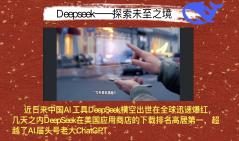 Deepseek——探索未至之境
近日来中国AI工具DeepSeek横空出世在全球迅速爆红，
几天之内DeepSeek在美国应用商店的下载排名高居第一，超
越了AI届头号老大ChatGPT。